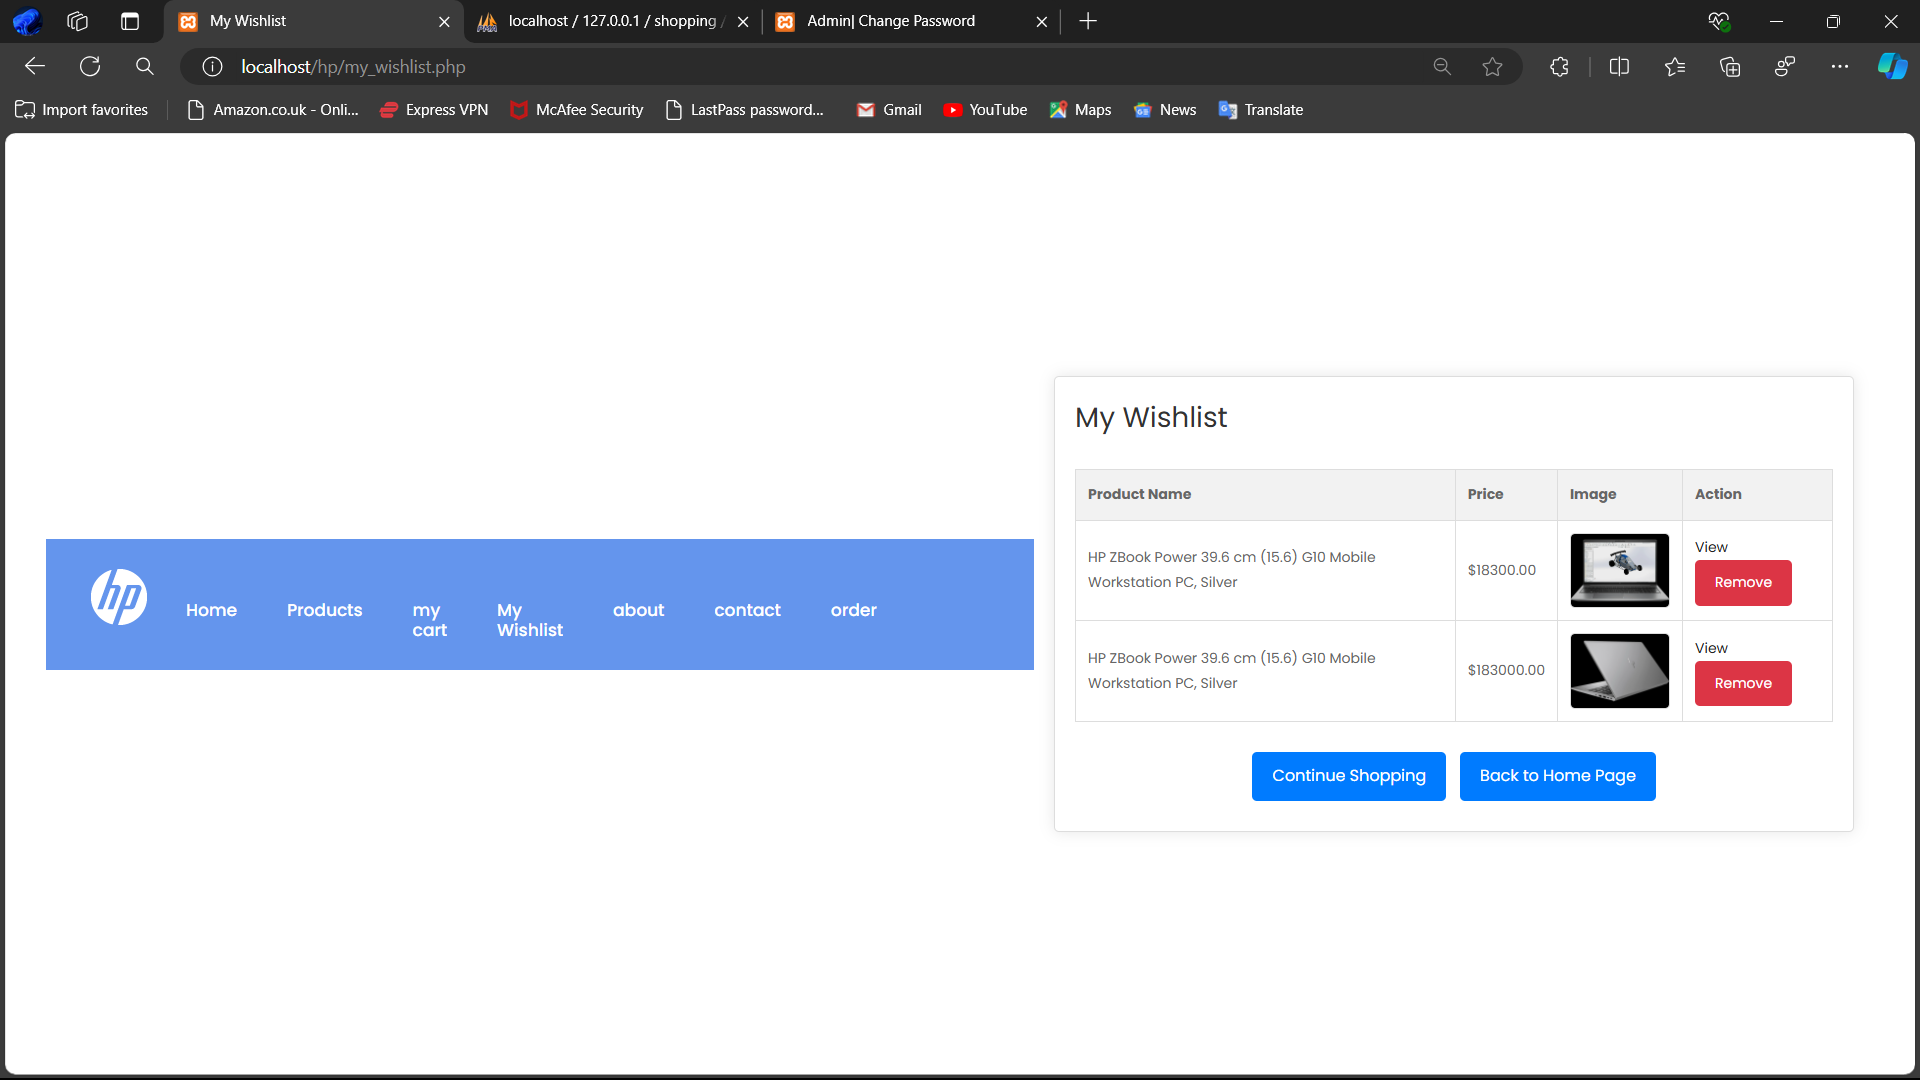 My Wishlist
localhost / 127.0.0.1 / shopping /
Admin| Change Password
localhost/hp/my_wishlist.php
Import favorites
Amazon.co.uk - Onli...
Express VPN
McAfee Security
LastPass password...
Gmail
YouTube
Maps
News
Translate
hp
Home
Products
my
cart
My
Wishlist
about
contact
order
My Wishlist
Product Name
Price
Image
Action
HP ZBook Power 39.6 cm (15.6) G10 Mobile
Workstation PC, Silver
$18300.00
View
Remove
HP ZBook Power 39.6 cm (15.6) G10 Mobile
Workstation PC, Silver
$183000.00
View
Remove
Continue Shopping
Back to Home Page